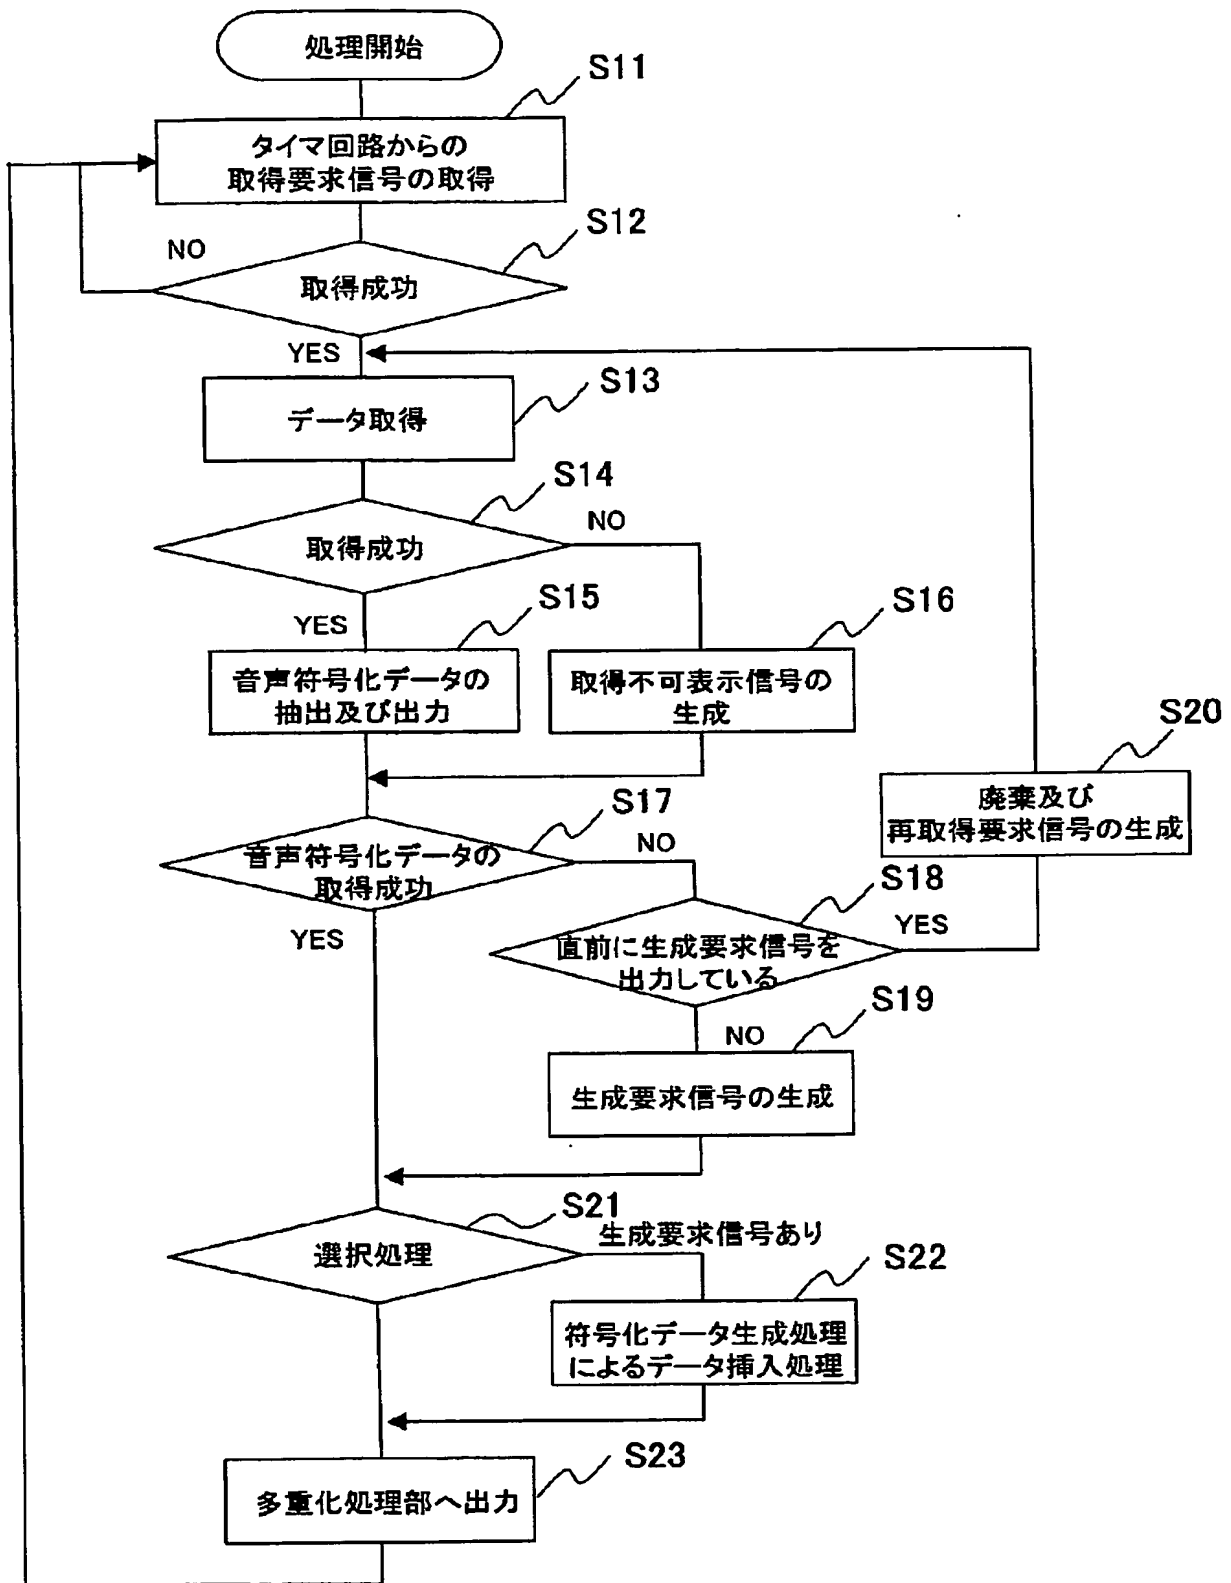 処理開始
S11
タイマ回路からの
取得要求信号の取得
S12
NO
取得成功
YES
S13
データ取得
S14
NO
取得成功
YES
S15
S16
音声符号化データの
抽出及び出力
取得不可表示信号の
生成
S20
廃棄及び
再取得要求信号の生成
S17
NO
音声符号化データの
取得成功
YES
S18
YES
直前に生成要求信号を
出力している
S19
NO
生成要求信号の生成
S21
生成要求信号あり
選択処理
S22
符号化データ生成処理
によるデータ挿入処理
S23
多重化処理部へ出力